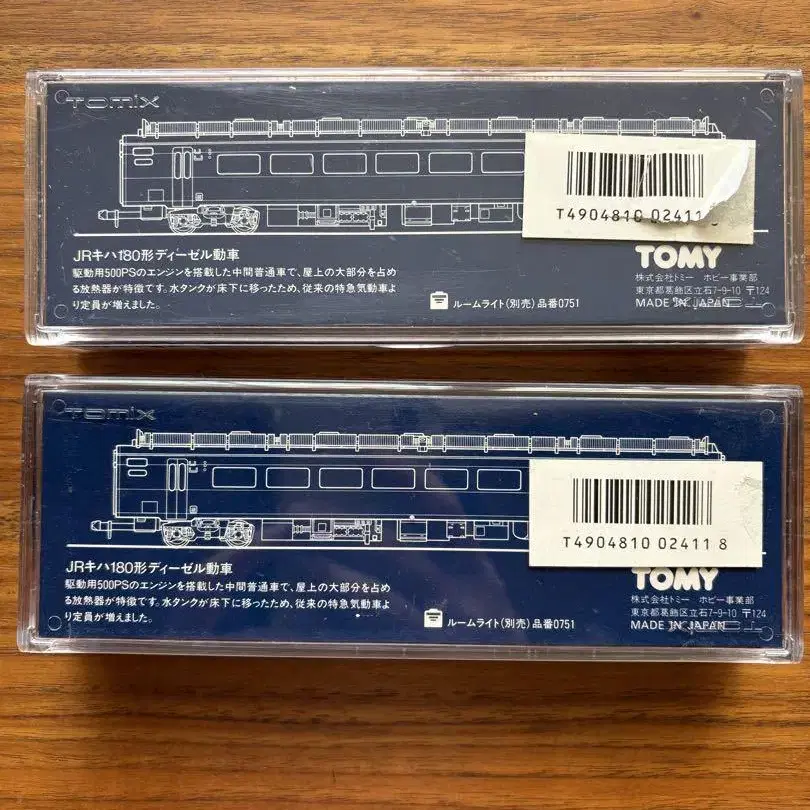 TOMIX
T4904810 02411
JRキハ180形ディーゼル動車
駆動用500PSのエンジンを搭載した中間普通車で、屋上の大部分を占め
る放熱器が特徴です。水タンクが床下に移ったため、従来の特急気動車よ
り定員が増えました。
ルームライト(別売)品番0751
TOMY
株式会社トミー ホビー事業部
東京都葛飾区立石7-9-10 〒124
MADE IN JAPAN
TOMIX
T4904810 02411 8
JRキハ180形ディーゼル動車
駆動用500PSのエンジンを搭載した中間普通車で、屋上の大部分を占め
る放熱器が特徴です。水タンクが床下に移ったため、従来の特急気動車よ
り定員が増えました。
ルームライト(別売)品番0751
TOMY
株式会社トミー ホビー事業部
東京都葛飾区立石7-9-10 〒124
MADE IN JAPAN